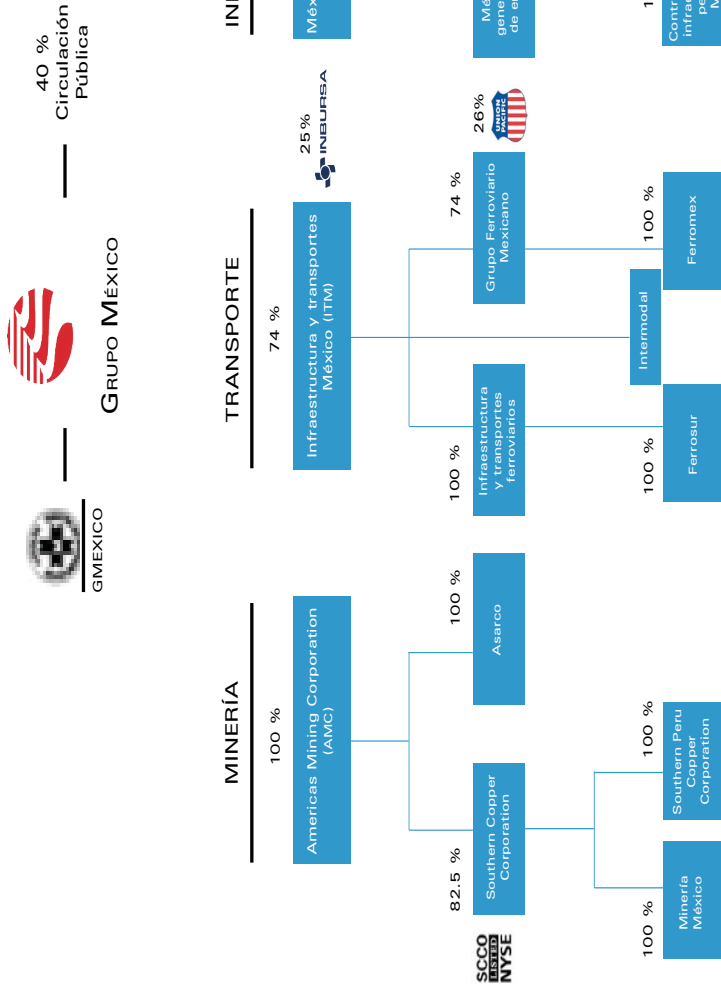 GMEXICO
GRUPO MÉXICO
40 %
Circulación
Pública
MINERÍA
100 %
Americas Mining Corporation
(AMC)
82.5 %
SCCO
LISTED
NYSE
Southern Copper
Corporation
100 %
Asarco
100 %
Minería
México
100 %
Southern Peru
Copper
Corporation
TRANSPORTE
74 %
Infraestructura y transportes
México (ITM)
25%
INBURSA
100 %
Infraestructura
y transportes
ferroviarios
74 %
Grupo Ferroviario
Mexicano
26%
UNION
PACIFIC
100 %
Ferrosur
Intermodal
100 %
Ferromex